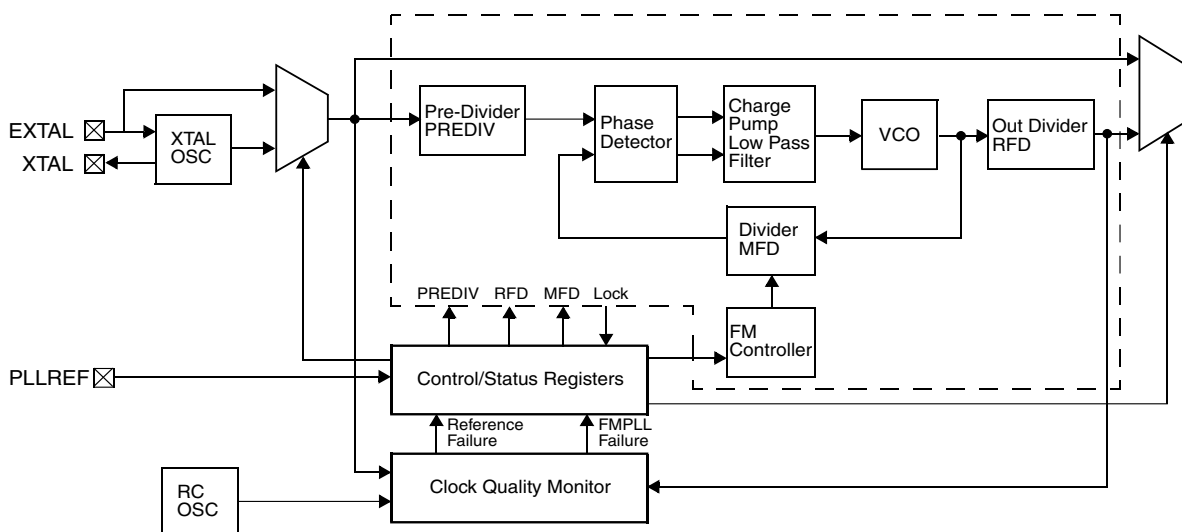 EXTAL
XTAL
XTAL
OSC
Pre-Divider
PREDIV
Phase
Detector
Charge
Pump
Low Pass
Filter
VCO
Out Divider
RFD
Divider
MFD
PREDIV
RFD
MFD
Lock
FM
Controller
PLLREF
Control/Status Registers
Reference
Failure
FMPLL
Failure
RC
OSC
Clock Quality Monitor